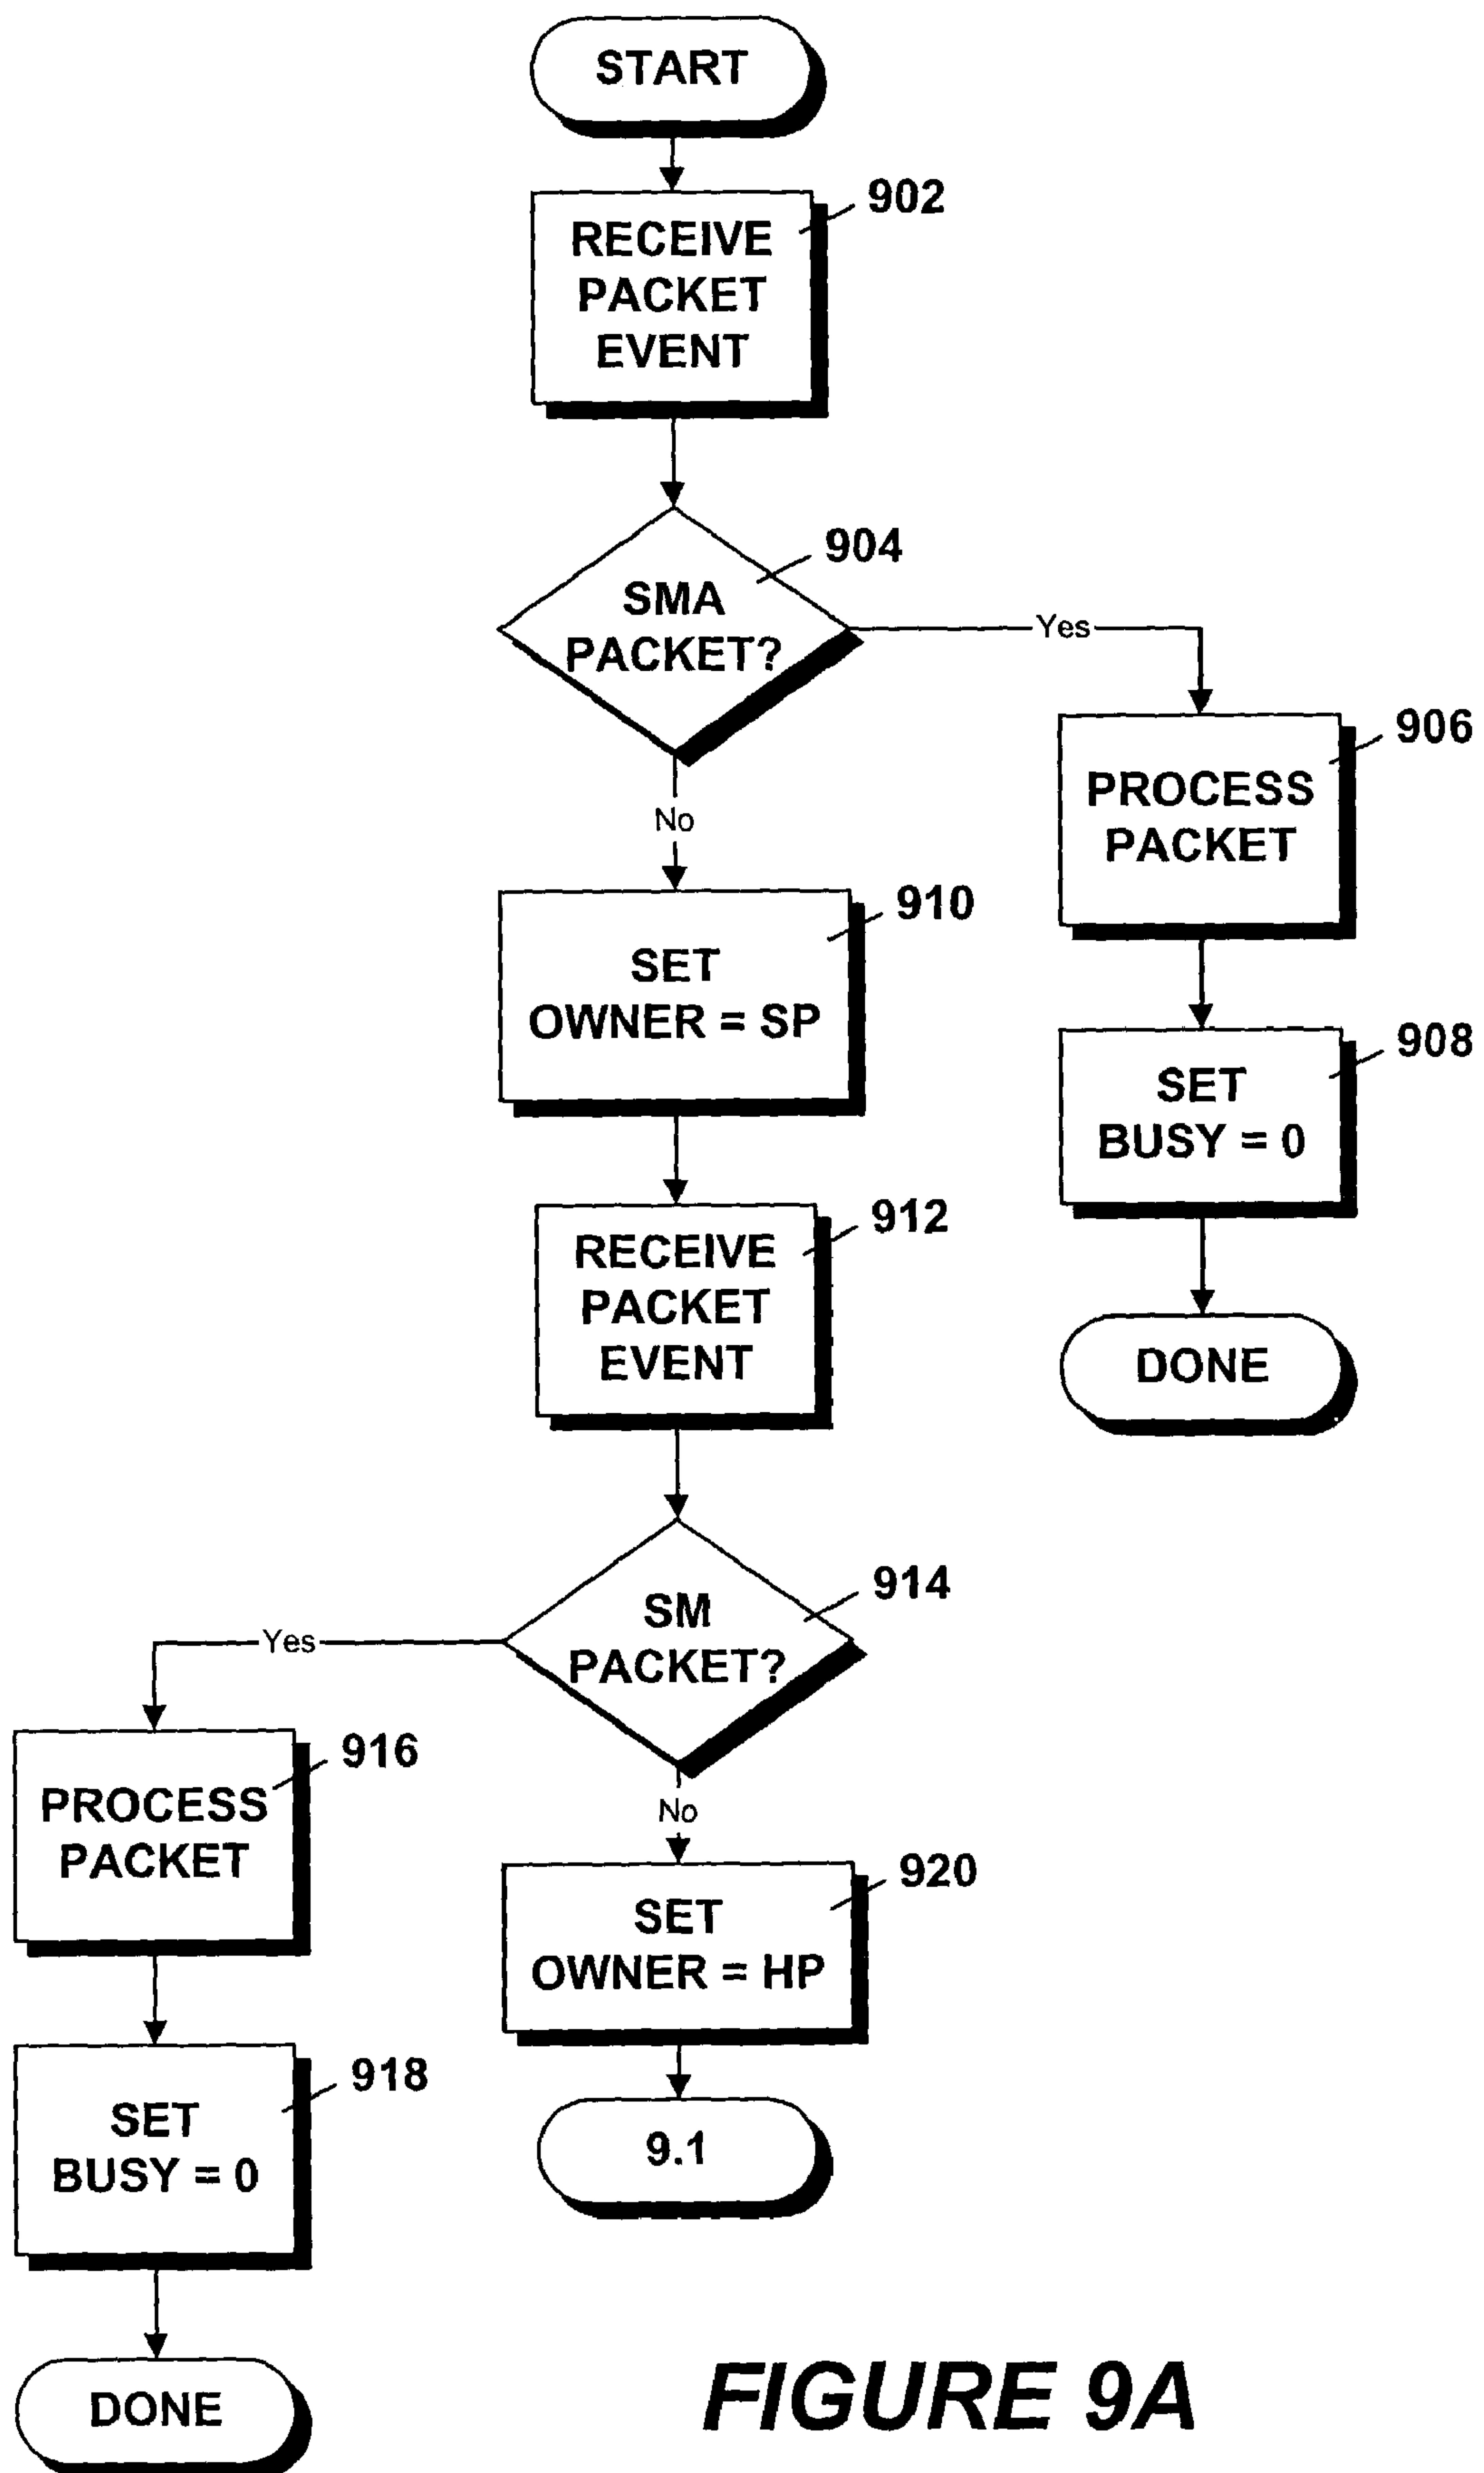 START
902
RECEIVE
PACKET
EVENT
904
SMA
PACKET?
Yes
No
906
PROCESS
PACKET
910
SET
OWNER = SP
908
SET
BUSY = 0
912
RECEIVE
PACKET
EVENT
DONE
914
SM
PACKET?
Yes
No
916
PROCESS
PACKET
920
SET
OWNER = HP
918
SET
BUSY = 0
9.1
DONE
FIGURE 9A